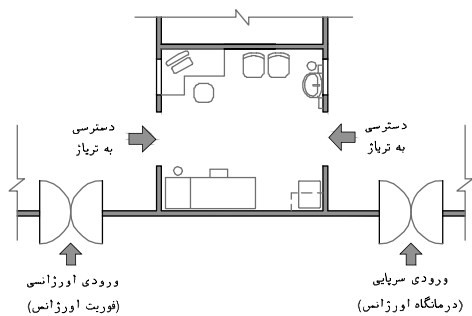 دسترسی
به تریاژ
دسترسی
به تریاژ
ورودی سرپایی
(درمانگاه اورژانس)
ورودی اورژانسی
(فوریت اورژانس)